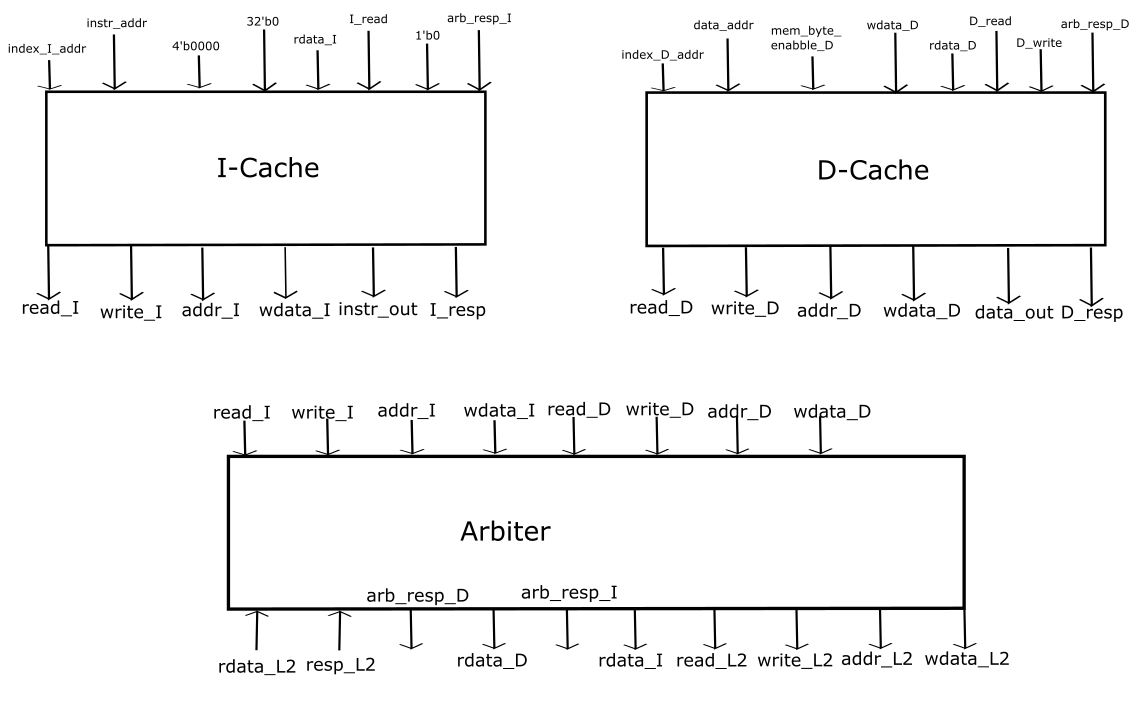 index_I_addr
instr_addr
4'b0000
32'b0
rdata_I
I_read
1'b0
arb_resp_I
I-Cache
read_I
write_I
addr_I
wdata_I
instr_out
I_resp
index_D_addr
data_addr
mem_byte_
enabble_D
wdata_D
rdata_D
D_read
D_write
arb_resp_D
D-Cache
read_D
write_D
addr_D
wdata_D
data_out
D_resp
read_I
write_I
addr_I
wdata_I
read_D
write_D
addr_D
wdata_D
Arbiter
arb_resp_D
arb_resp_I
rdata_L2
resp_L2
rdata_D
rdata_I
read_L2
write_L2
addr_L2
wdata_L2